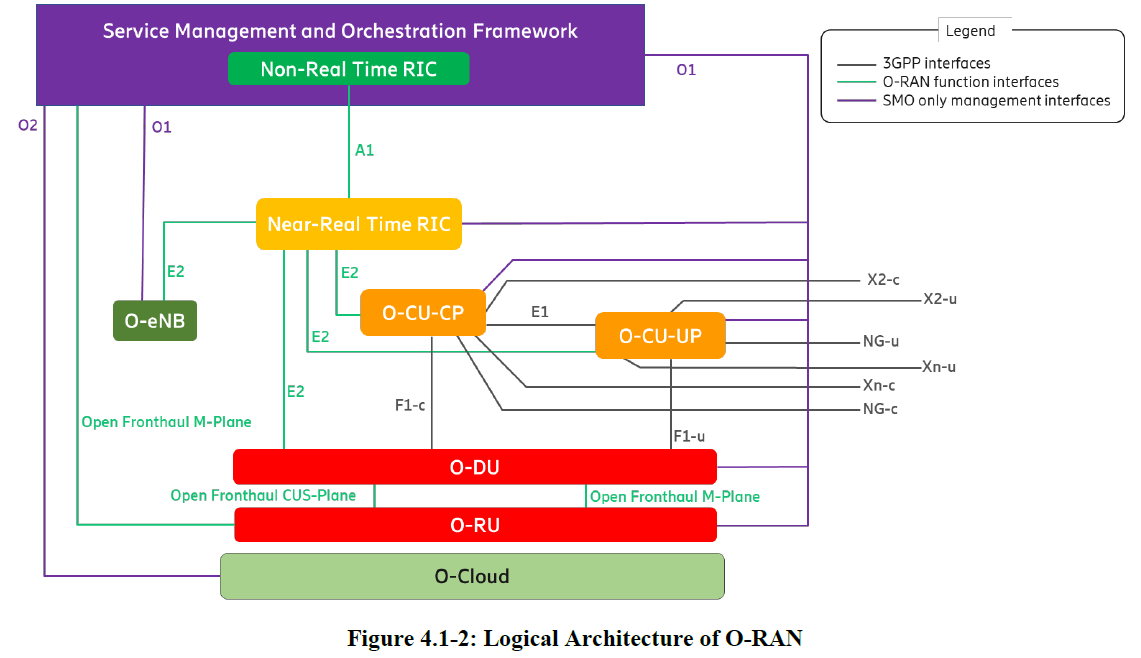 Service Management and Orchestration Framework
Non-Real Time RIC
Legend
3GPP interfaces
O-RAN function interfaces
SMO only management interfaces
O1
O2
O1
A1
Near-Real Time RIC
E2
E2
O-eNB
O-CU-CP
E1
O-CU-UP
X2-c
X2-u
E2
NG-u
Xn-u
Xn-c
NG-c
E2
F1-c
Open Fronthaul M-Plane
F1-u
O-DU
Open Fronthaul CUS-Plane
Open Fronthaul M-Plane
O-RU
O-Cloud
Figure 4.1-2: Logical Architecture of O-RAN